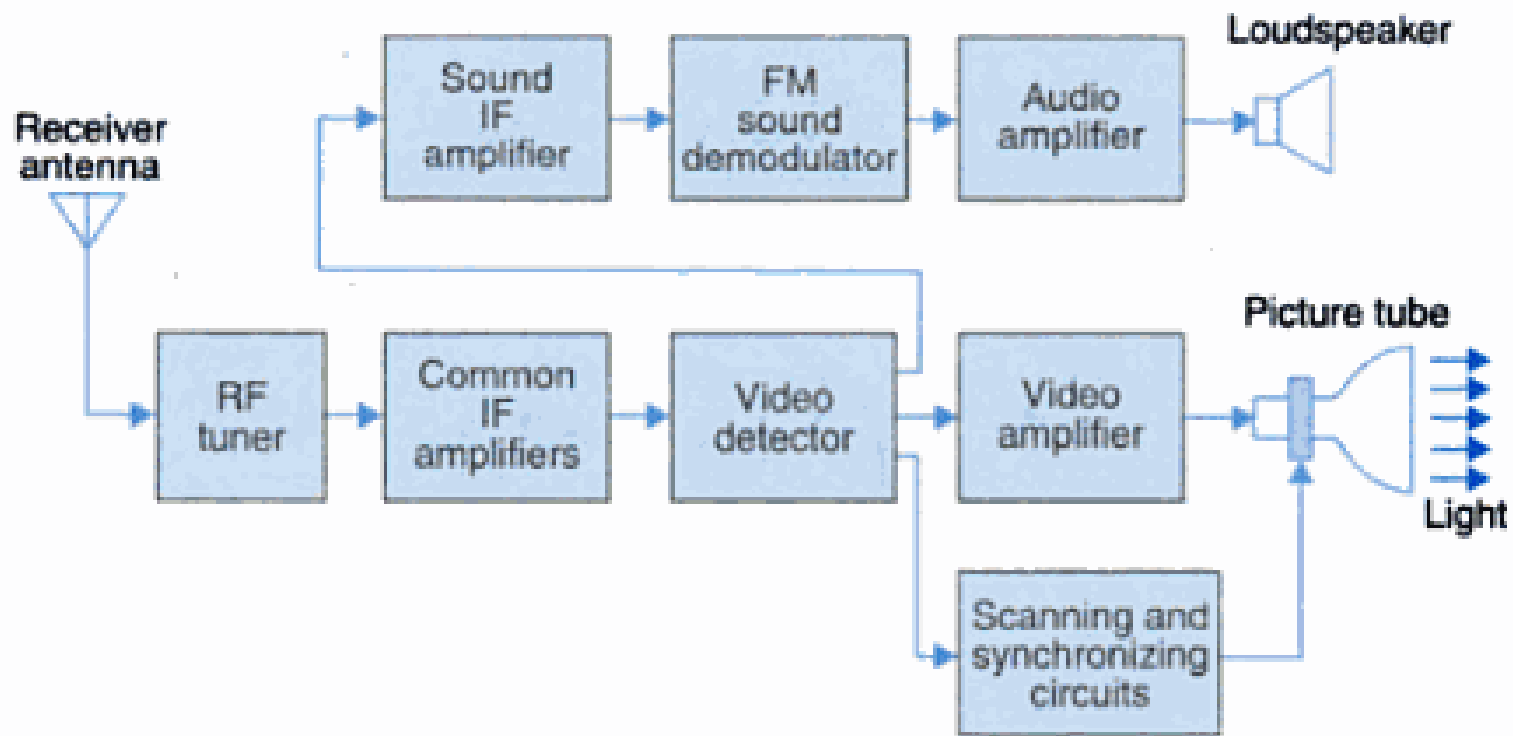 Loudspeaker
Sound
IF
amplifier
FM
sound
demodulator
Audio
amplifier
Receiver
antenna
Picture tube
RF
tuner
Common
IF
amplifiers
Video
detector
Video
amplifier
Light
Scanning and
synchronizing
circuits